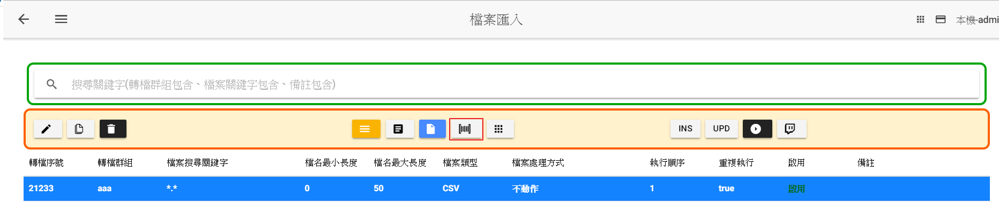 檔案匯入
本機-admi
搜尋關鍵字(轉檔群組包含、檔案關鍵字包含、備註包含)
INS UPD
轉檔序號 轉檔群組 檔案搜尋關鍵字 檔名最小長度 檔名最大長度 檔案類型 檔案處理方式 執行順序 重複執行 啟用 備註
21233 aaa *.* 0 50 CSV 不動作 1 true 啟用